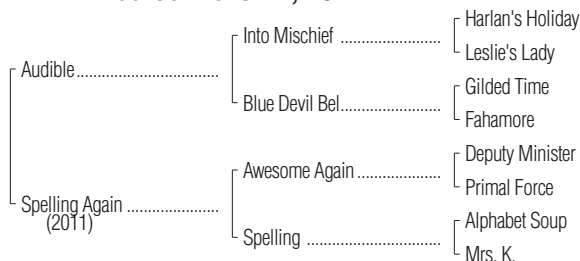 Harlan's Holiday
Into Mischief
Leslie's Lady
Audible
Gilded Time
Blue Devil Bel
Fahamore
Deputy Minister
Awesome Again
Primal Force
Spelling Again
(2011)
Alphabet Soup
Spelling
Mrs. K.